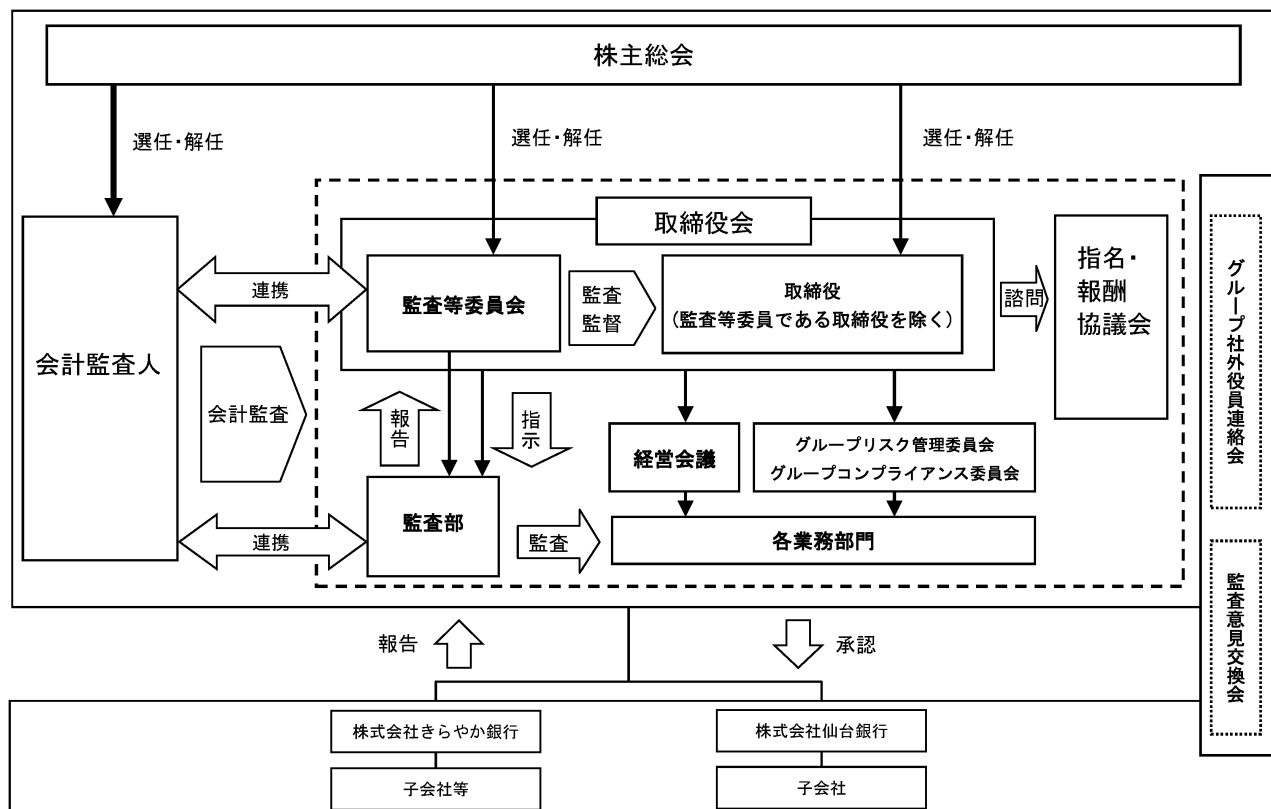 株主総会
選任・解任
選任・解任
選任・解任
取締役会
会計監査人
連携
監査等委員会
監査
監督
取締役
(監査等委員である取締役を除く)
諮問
指名・
報酬
協議会
会計監査
報告
指示
経営会議
グループリスク管理委員会
グループコンプライアンス委員会
連携
監査部
監査
各業務部門
グループ社外役員連絡会
監査意見交換会
報告
承認
株式会社きらやか銀行
株式会社仙台銀行
子会社等
子会社